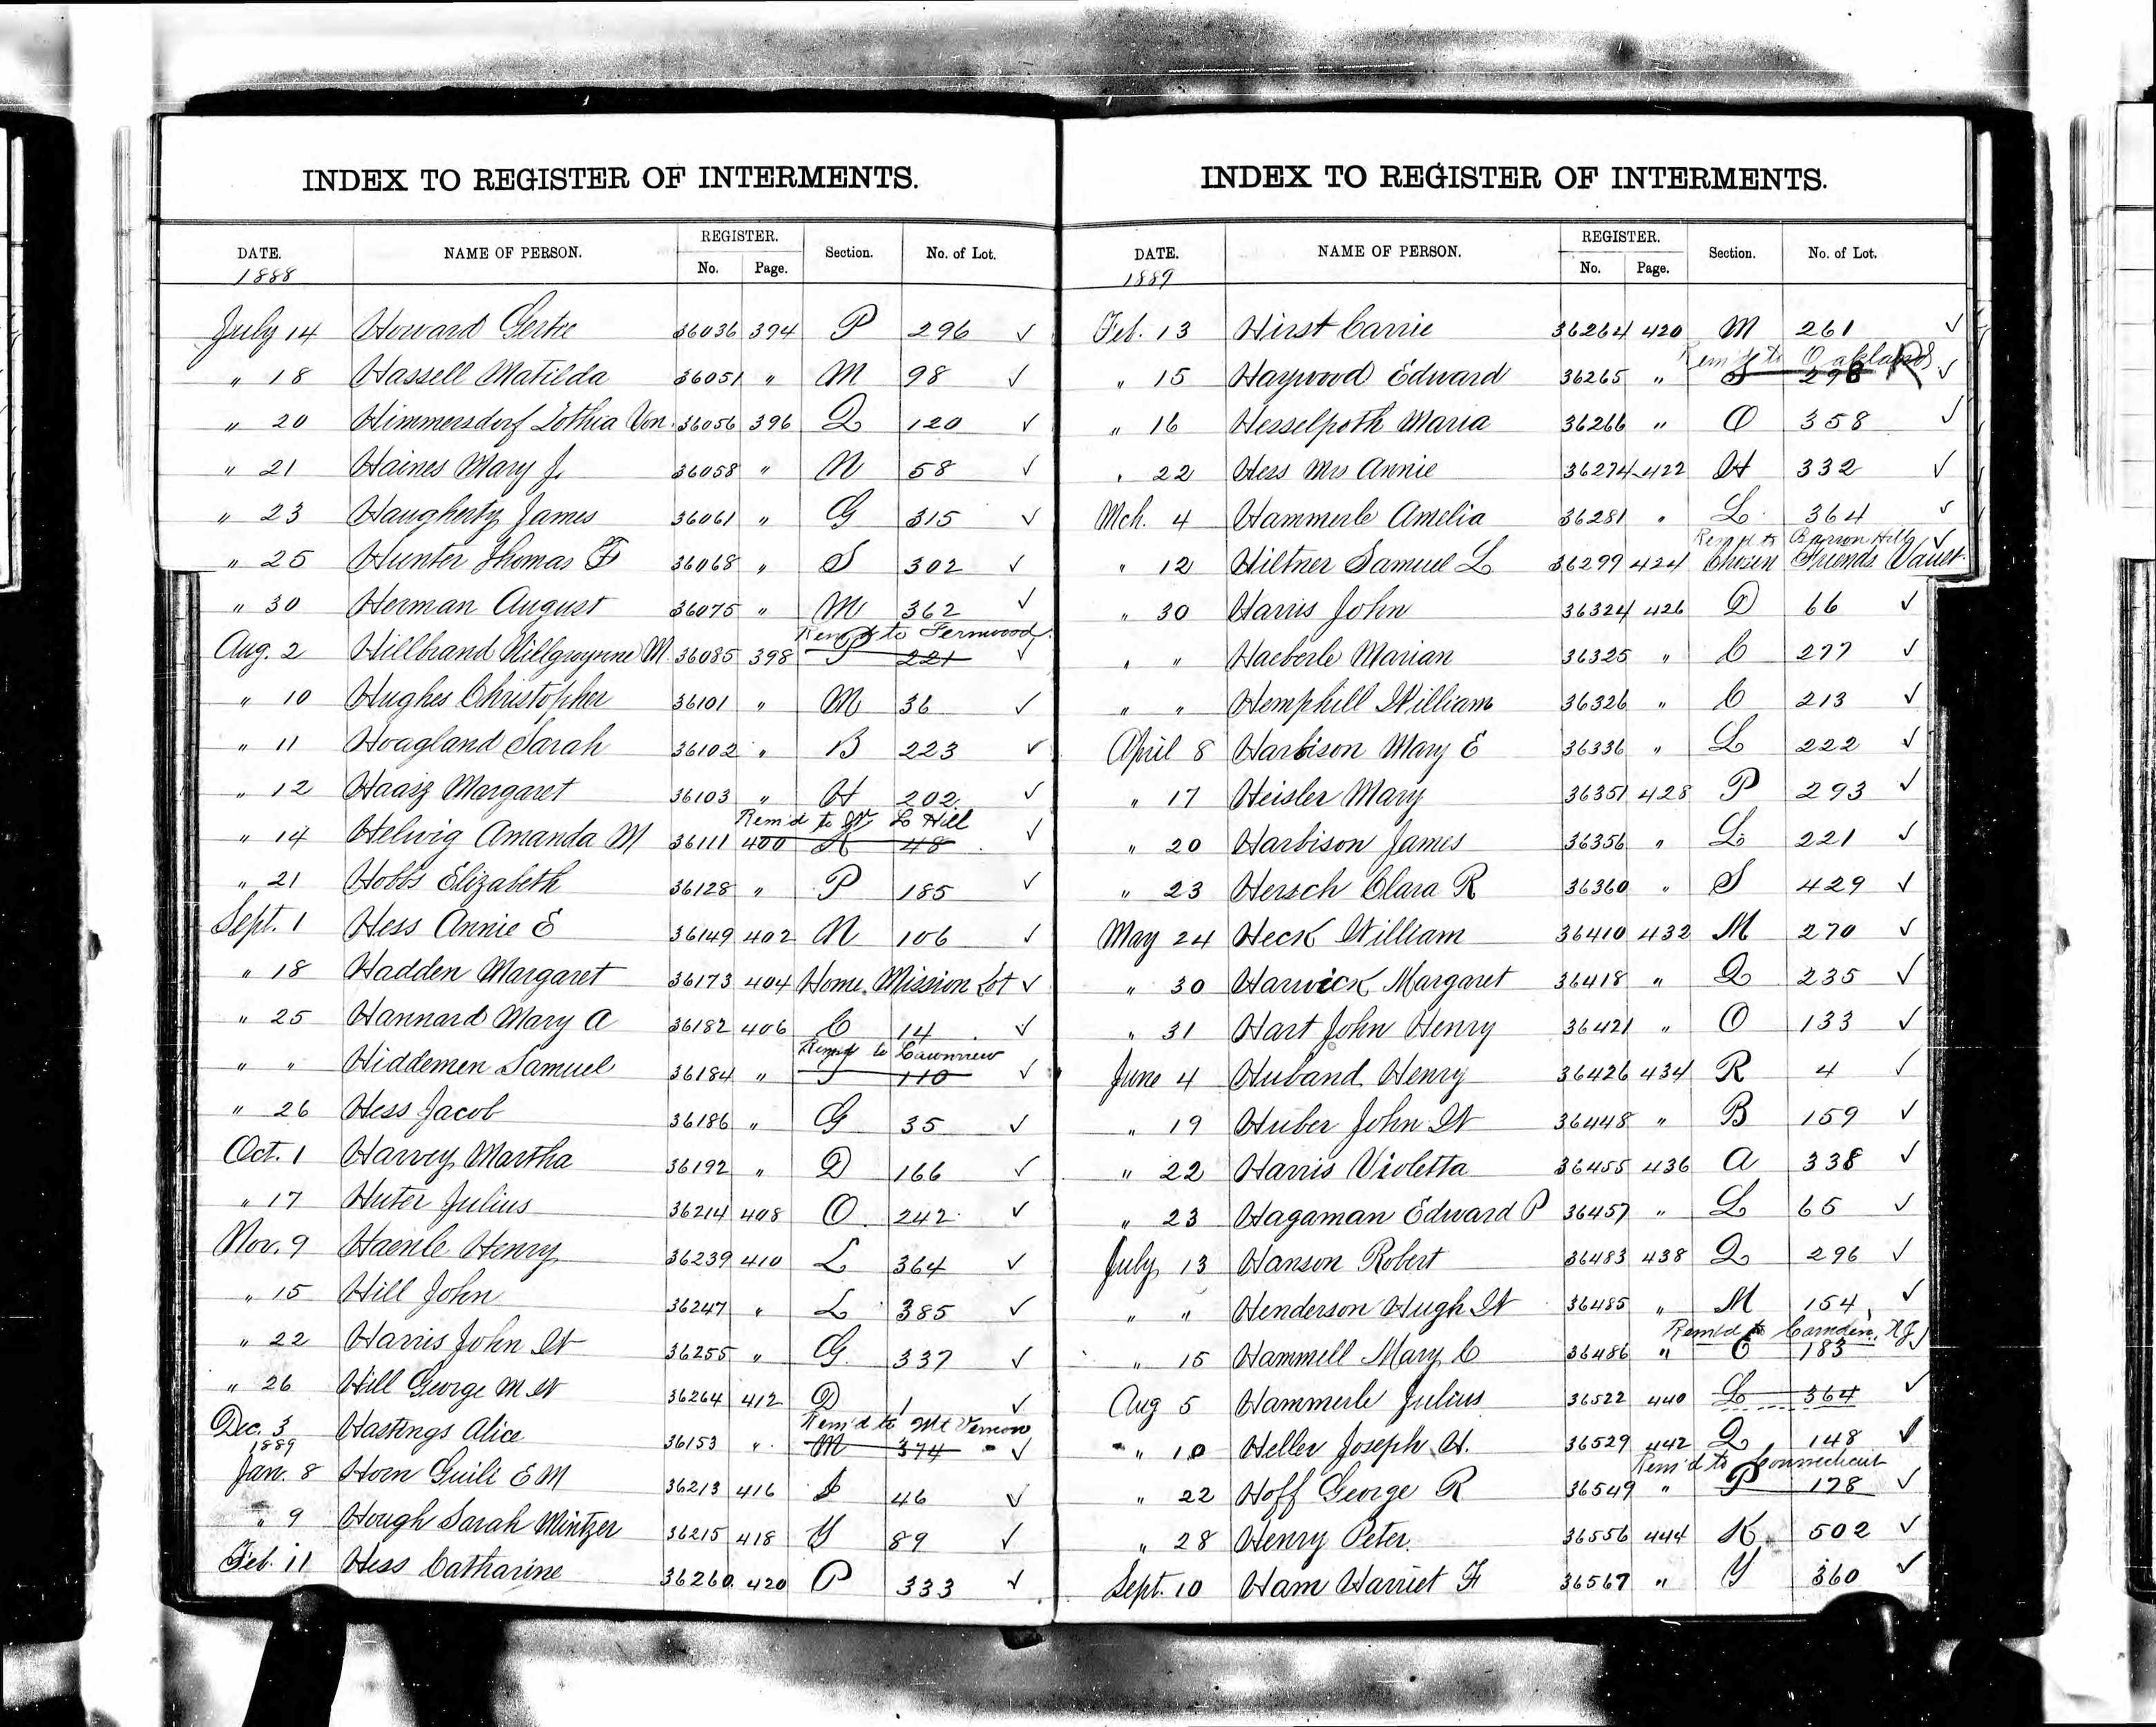 INDEX TO REGISTER OF INTERMENTS.
DATE. NAME OF PERSON. REGISTER. No. Page. Section. No. of Lot.
1888
July 14 Howard Gertie 36036 394 P 296 ✓
" 18 Hassell Matilda 36051 " M 98 ✓
" 20 Himmersdorf Lothia Von 36056 396 Q 120 ✓
" 21 Haines Mary J. 36058 " N 58 ✓
" 23 Haugherty James 36061 " G 315 ✓
" 25 Hunter Thomas F 36068 " S 302 ✓
" 30 Herman August 36075 " M 362 ✓
Rem'd to Fernwood
Aug. 2 Hillbrand Hillgwynne M. 36085 398 P 221 ✓
" 10 Hughes Christopher 36101 " M 36 ✓
" 11 Hoagland Sarah 36102 " B 223 ✓
" 12 Haasz Margaret 36103 " H 202 ✓
Rem'd to W. L Hill
" 14 Helwig Amanda M 36111 400 A 48 ✓
" 21 Hobbs Elizabeth 36128 " P 185 ✓
Sept. 1 Hess Annie E 36149 402 N 106 ✓
" 18 Hadden Margaret 36173 404 Home Mission Lot ✓
" 25 Hannard Mary A 36182 406 C 14 ✓
Rem'd to Lawnview
" " Hiddemen Samuel 36184 " 110 ✓
" 26 Hess Jacob 36186 " G 35 ✓
Oct. 1 Harvey Martha 36192 " D 166 ✓
" 17 Huter Julius 36214 408 O 242 ✓
Nov. 9 Haenle Henry 36239 410 L 364 ✓
" 15 Hill John 36247 " L 385 ✓
" 22 Harris John W 36255 " G 337 ✓
" 26 Hill George M W 36264 412 D 1 ✓
Rem'd to Mt Vernon
Dec. 3 Hastings Alice 36153 " M 374 ✓
1889
Jan. 8 Horn Guili E M 36213 416 I 46 ✓
" 9 Hough Sarah Mintzer 36215 418 Y 89 ✓
Feb. 11 Hess Catharine 36260 420 P 333 ✓
INDEX TO REGISTER OF INTERMENTS.
DATE. NAME OF PERSON. REGISTER. No. Page. Section. No. of Lot.
1889
Feb. 13 Hirst Carrie 36264 420 M 261 ✓
Rem'd to Oaklands
" 15 Haywood Edward 36265 " S 298 R ✓
" 16 Hesselpoth Maria 36266 " O 358 ✓
" 22 Hess Mrs Annie 36274 422 H 332 ✓
Mch. 4 Hammerle Amelia 36281 " L 364 ✓
Rem'd to Barron Hill ✓
" 12 Hiltner Samuel L 36299 424 Chozen Friends Vault.
" 30 Harris John 36324 426 D 66 ✓
" " Haeberle Marian 36325 " C 277 ✓
" " Hemphill William 36326 " C 213 ✓
April 8 Harbison Mary E 36336 " L 222 ✓
" 17 Heisler Mary 36351 428 P 293 ✓
" 20 Harbison James 36356 " L 221 ✓
" 23 Hersch Clara R 36360 " S 429 ✓
May 24 Heck William 36410 432 M 270 ✓
" 30 Harwick Margaret 36418 " Q 235 ✓
" 31 Hart John Henry 36421 " O 133 ✓
June 4 Huband Henry 36426 434 R 4 ✓
" 19 Huber John W 36448 " B 159 ✓
" 22 Harris Violetta 36455 436 A 338 ✓
" 23 Hagaman Edward P 36457 " L 65 ✓
July 13 Hanson Robert 36483 438 Q 296 ✓
" " Henderson Hugh W 36485 " M 154 ✓
Rem'd to Camden, N J
" 15 Hammell Mary C 36486 " C 183
Aug 5 Hammerle Julius 36522 440 L 364 ✓
" 10 Heller Joseph H. 36529 442 Q 148 ✓
Rem'd to Connecticut
" 22 Hoff George R 36549 " P 178 ✓
" 28 Henry Peter 36556 444 K 502 ✓
Sept. 10 Ham Harriet F 36567 " Y 360 ✓